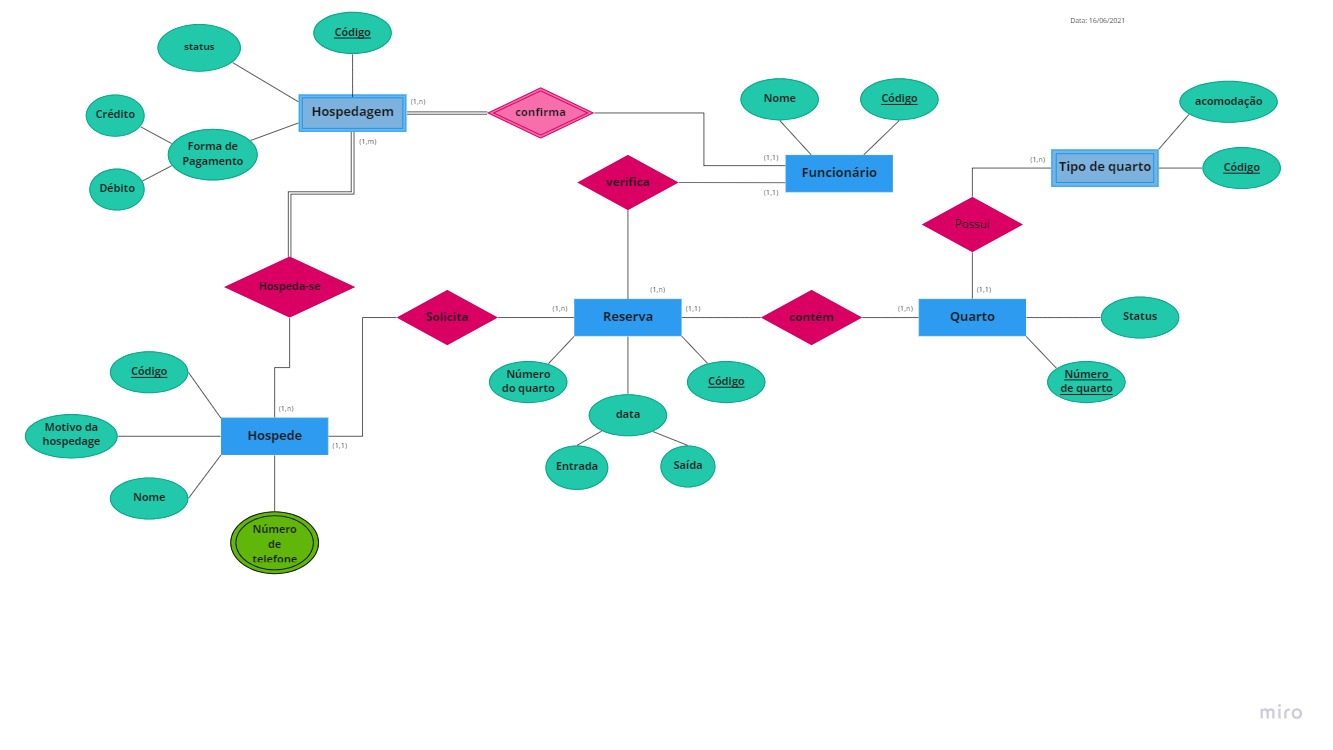 Data: 16/06/2021
status
Código
Crédito
Forma de
Pagamento
Débito
Hospedagem
(1,n)
(1,m)
confirma
Nome
Código
(1,1)
Funcionário
(1,1)
verifica
acomodação
Tipo de quarto
(1,n)
Código
Possui
(1,1)
Hospeda-se
Solicita
(1,n)
(1,n)
Reserva
(1,1)
contém
(1,n)
Quarto
Status
Número
de quarto
Número
do quarto
Código
data
Entrada
Saída
Código
(1,n)
Motivo da
hospedage
Hospede
(1,1)
Nome
Número
de
telefone
miro